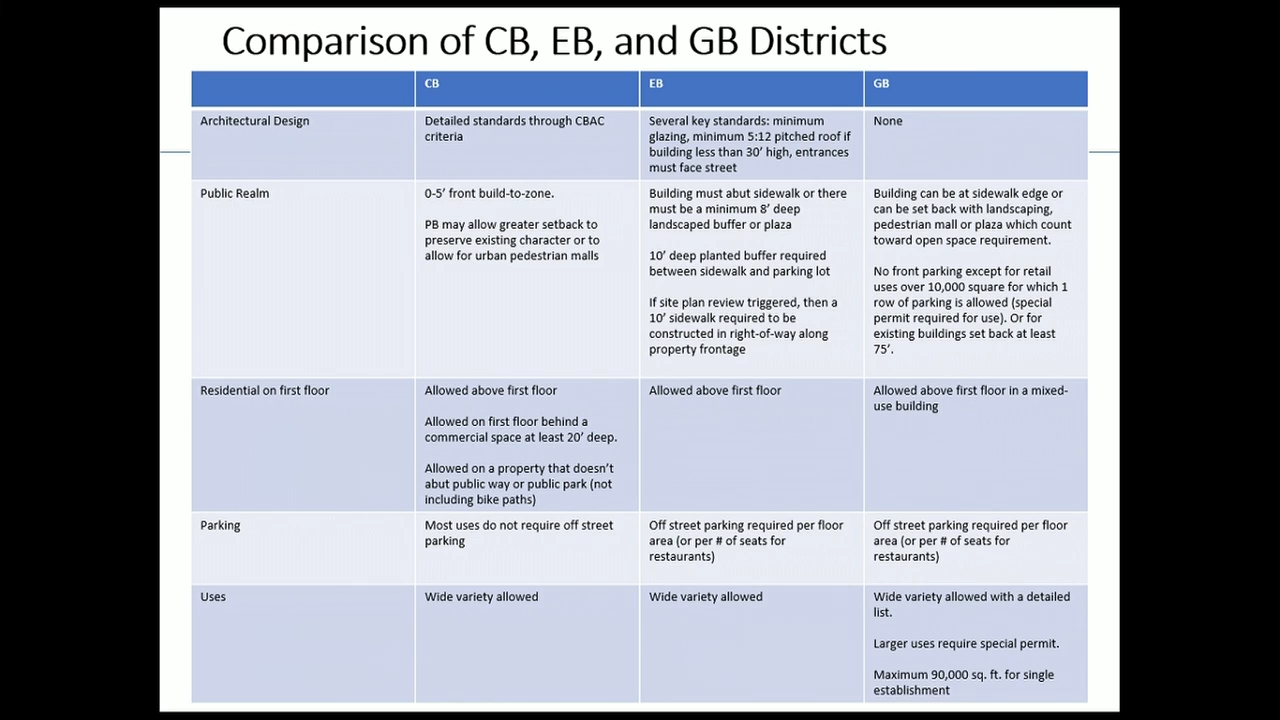 Comparison of CB, EB, and GB Districts
CB
EB
GB
Architectural Design
Detailed standards through CBAC
criteria
Several key standards: minimum
glazing, minimum 5:12 pitched roof if
building less than 30’ high, entrances
must face street
None
Public Realm
0-5’ front build-to-zone.
PB may allow greater setback to
preserve existing character or to
allow for urban pedestrian malls
Building must abut sidewalk or there
must be a minimum 8’ deep
landscaped buffer or plaza
10’ deep planted buffer required
between sidewalk and parking lot
If site plan review triggered, then a
10’ sidewalk required to be
constructed in right-of-way along
property frontage
Building can be at sidewalk edge or
can be set back with landscaping,
pedestrian mall or plaza which count
toward open space requirement.
No front parking except for retail
uses over 10,000 square for which 1
row of parking is allowed (special
permit required for use). Or for
existing buildings set back at least
75’.
Residential on first floor
Allowed above first floor
Allowed on first floor behind a
commercial space at least 20’ deep.
Allowed on a property that doesn’t
abut public way or public park (not
including bike paths)
Allowed above first floor
Allowed above first floor in a mixed-
use building
Parking
Most uses do not require off street
parking
Off street parking required per floor
area (or per # of seats for
restaurants)
Off street parking required per floor
area (or per # of seats for
restaurants)
Uses
Wide variety allowed
Wide variety allowed
Wide variety allowed with a detailed
list.
Larger uses require special permit.
Maximum 90,000 sq. ft. for single
establishment